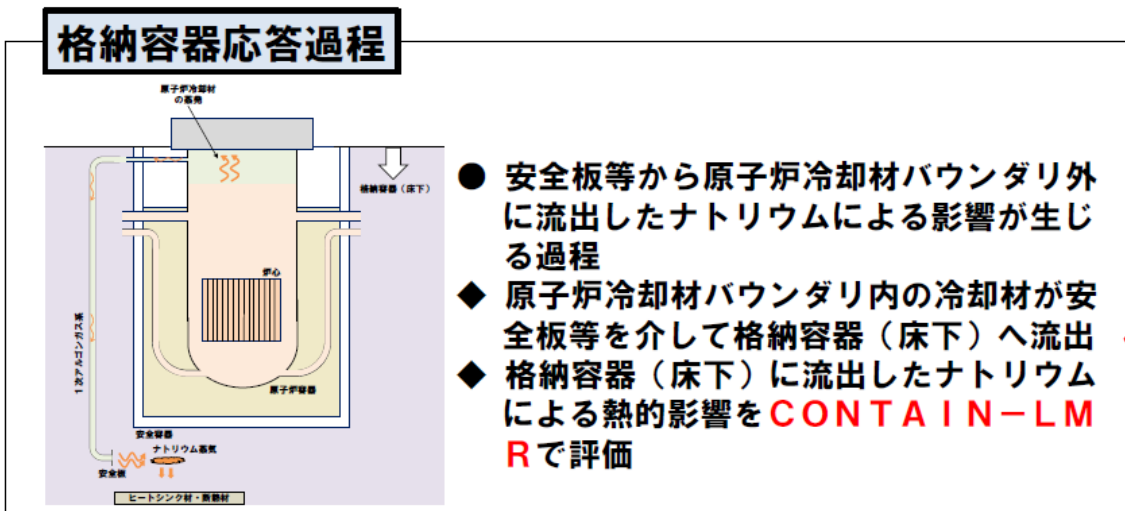 格納容器応答過程
原子炉冷却材
の蒸発
格納容器（床下）
炉心
１次アルゴンガス系
原子炉容器
安全容器
ナトリウム蒸気
安全板
ヒートシンク材・断熱材
● 安全板等から原子炉冷却材バウンダリ外
に流出したナトリウムによる影響が生じ
る過程
◆ 原子炉冷却材バウンダリ内の冷却材が安
全板等を介して格納容器（床下）へ流出
◆ 格納容器（床下）に流出したナトリウム
による熱的影響をＣＯＮＴＡＩＮ－ＬＭ
Ｒで評価